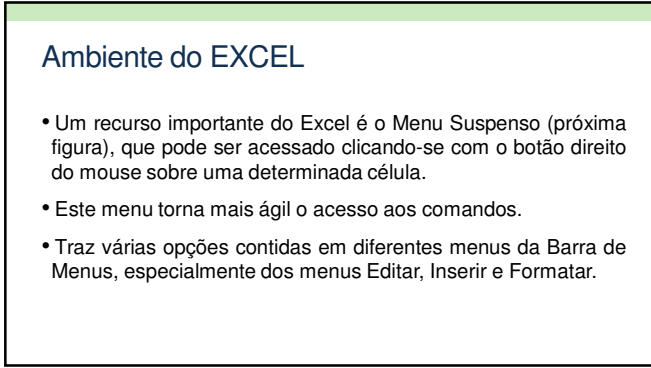 Ambiente do EXCEL
• Um recurso importante do Excel é o Menu Suspenso (próxima
figura), que pode ser acessado clicando-se com o botão direito
do mouse sobre uma determinada célula.
• Este menu torna mais ágil o acesso aos comandos.
• Traz várias opções contidas em diferentes menus da Barra de
Menus, especialmente dos menus Editar, Inserir e Formatar.